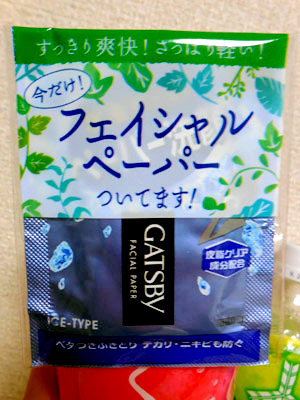 すっきり爽快！さっぱり軽い！
今だけ！
フェイシャル
ペーパー
ついてます！
GATSBY
FACIAL PAPER
皮脂クリア
成分配合
ICE-TYPE
ベタつきふきとり テカリ・ニキビも防ぐ